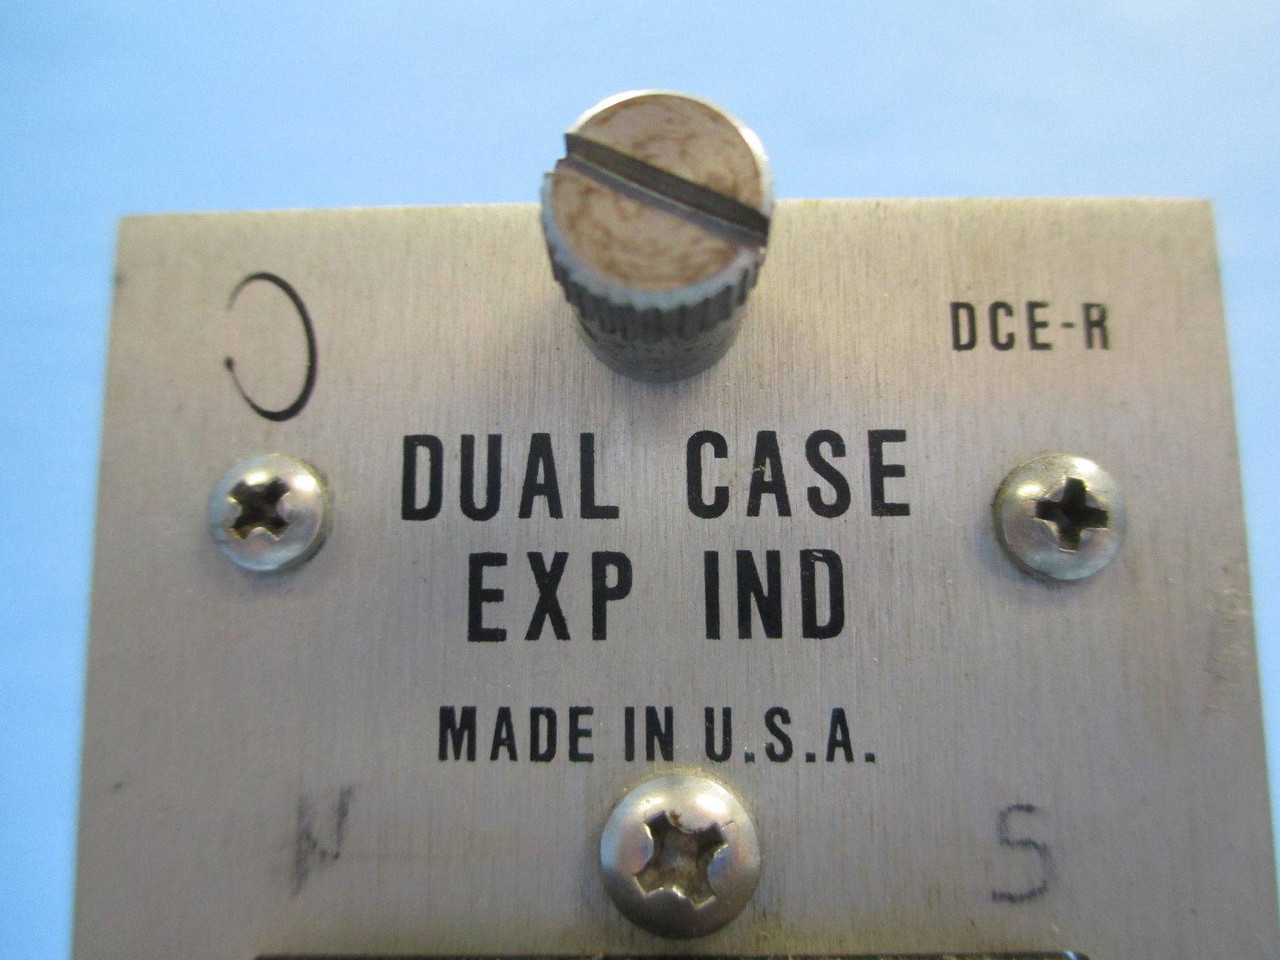 DCE-R
DUAL CASE
EXP IND
MADE IN U.S.A.
N S